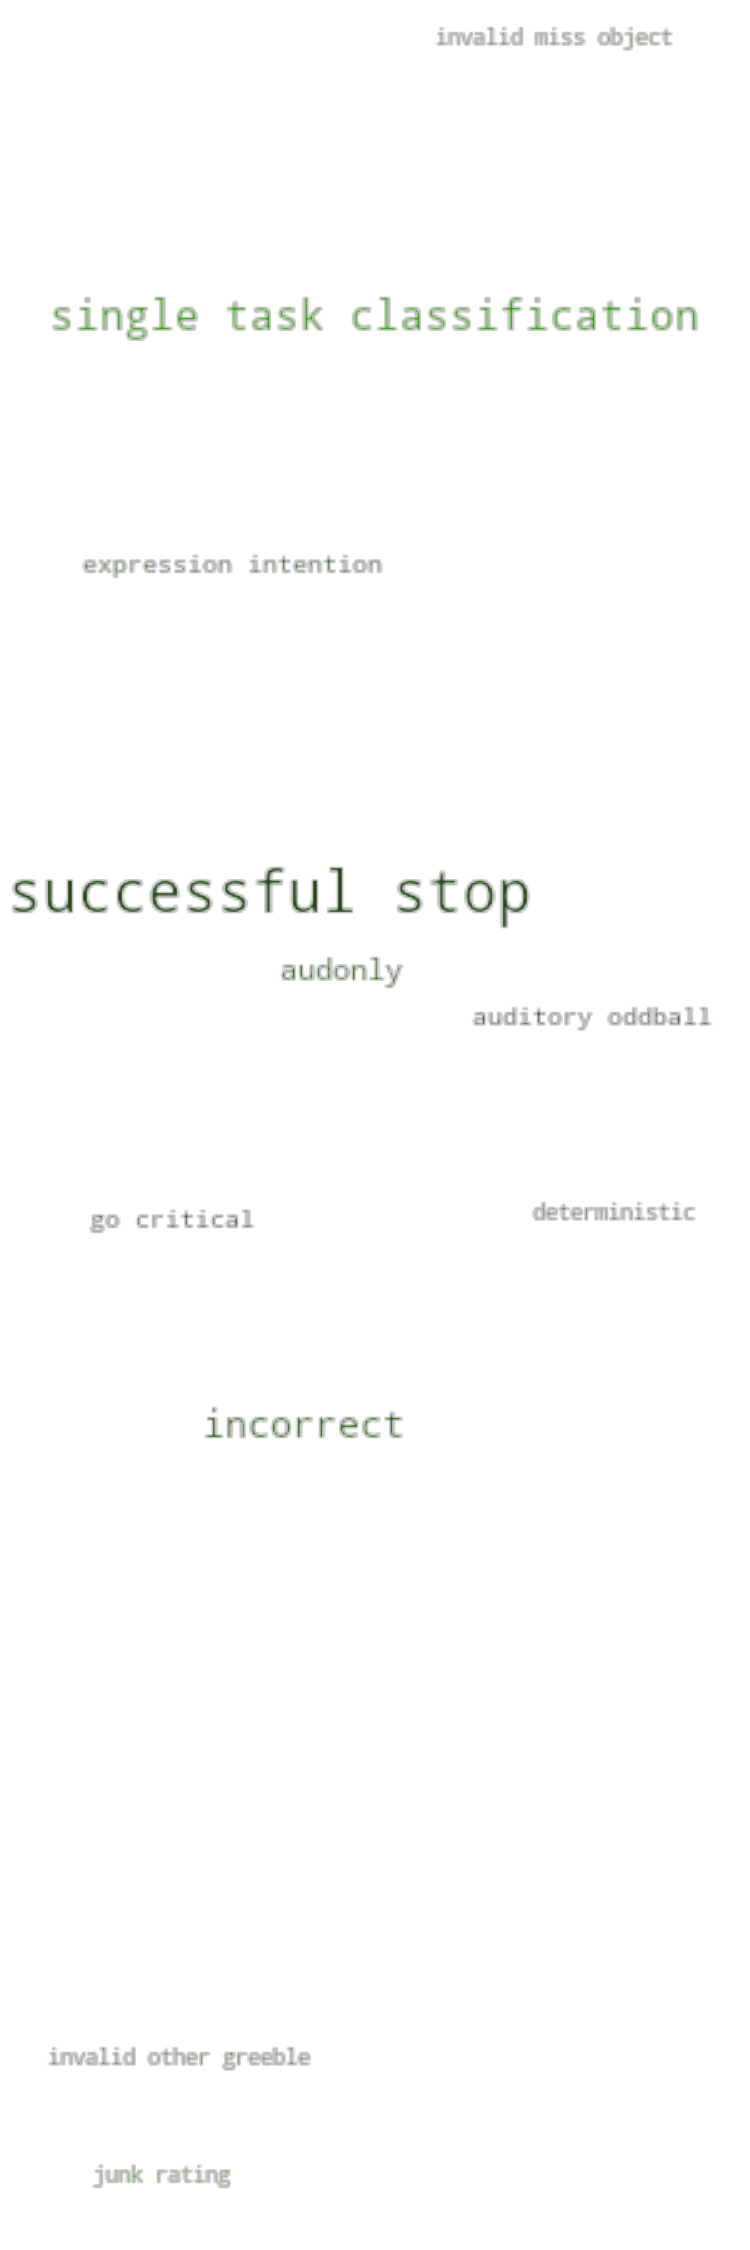 invalid miss object
single task classification
expression intention
successful stop
audonly
auditory oddball
go critical
deterministic
incorrect
invalid other greeble
junk rating